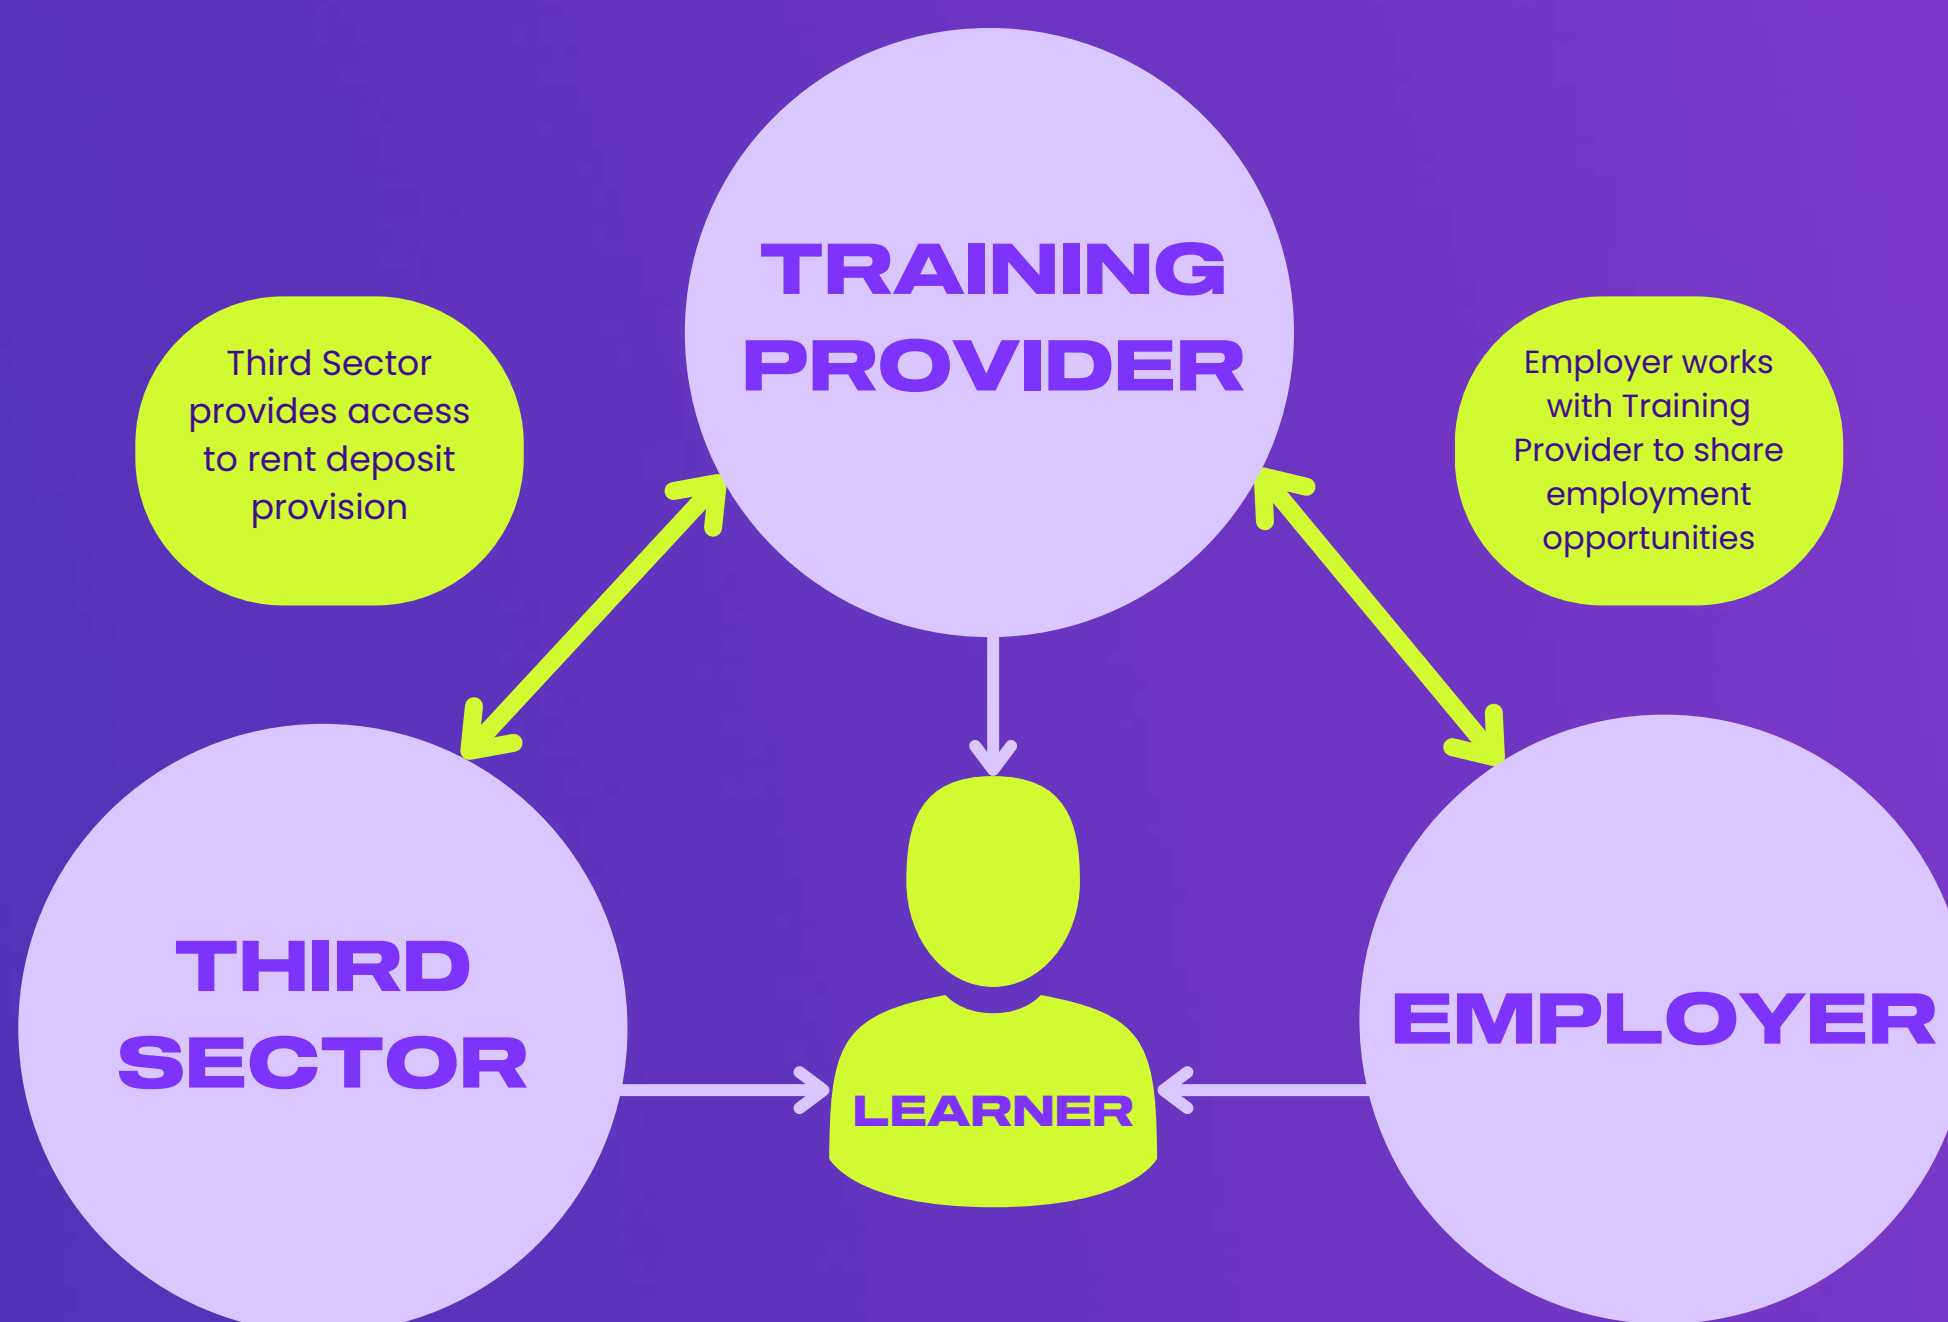 TRAINING
PROVIDER
Third Sector
provides access
to rent deposit
provision
Employer works
with Training
Provider to share
employment
opportunities
THIRD
SECTOR
LEARNER
EMPLOYER